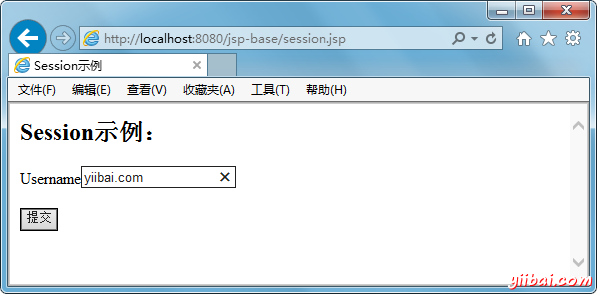 http://localhost:8080/jsp-base/session.jsp
Session示例
文件(F) 编辑(E) 查看(V) 收藏夹(A) 工具(T) 帮助(H)
Session示例：
Username yiibai.com
提交
yiibai.com